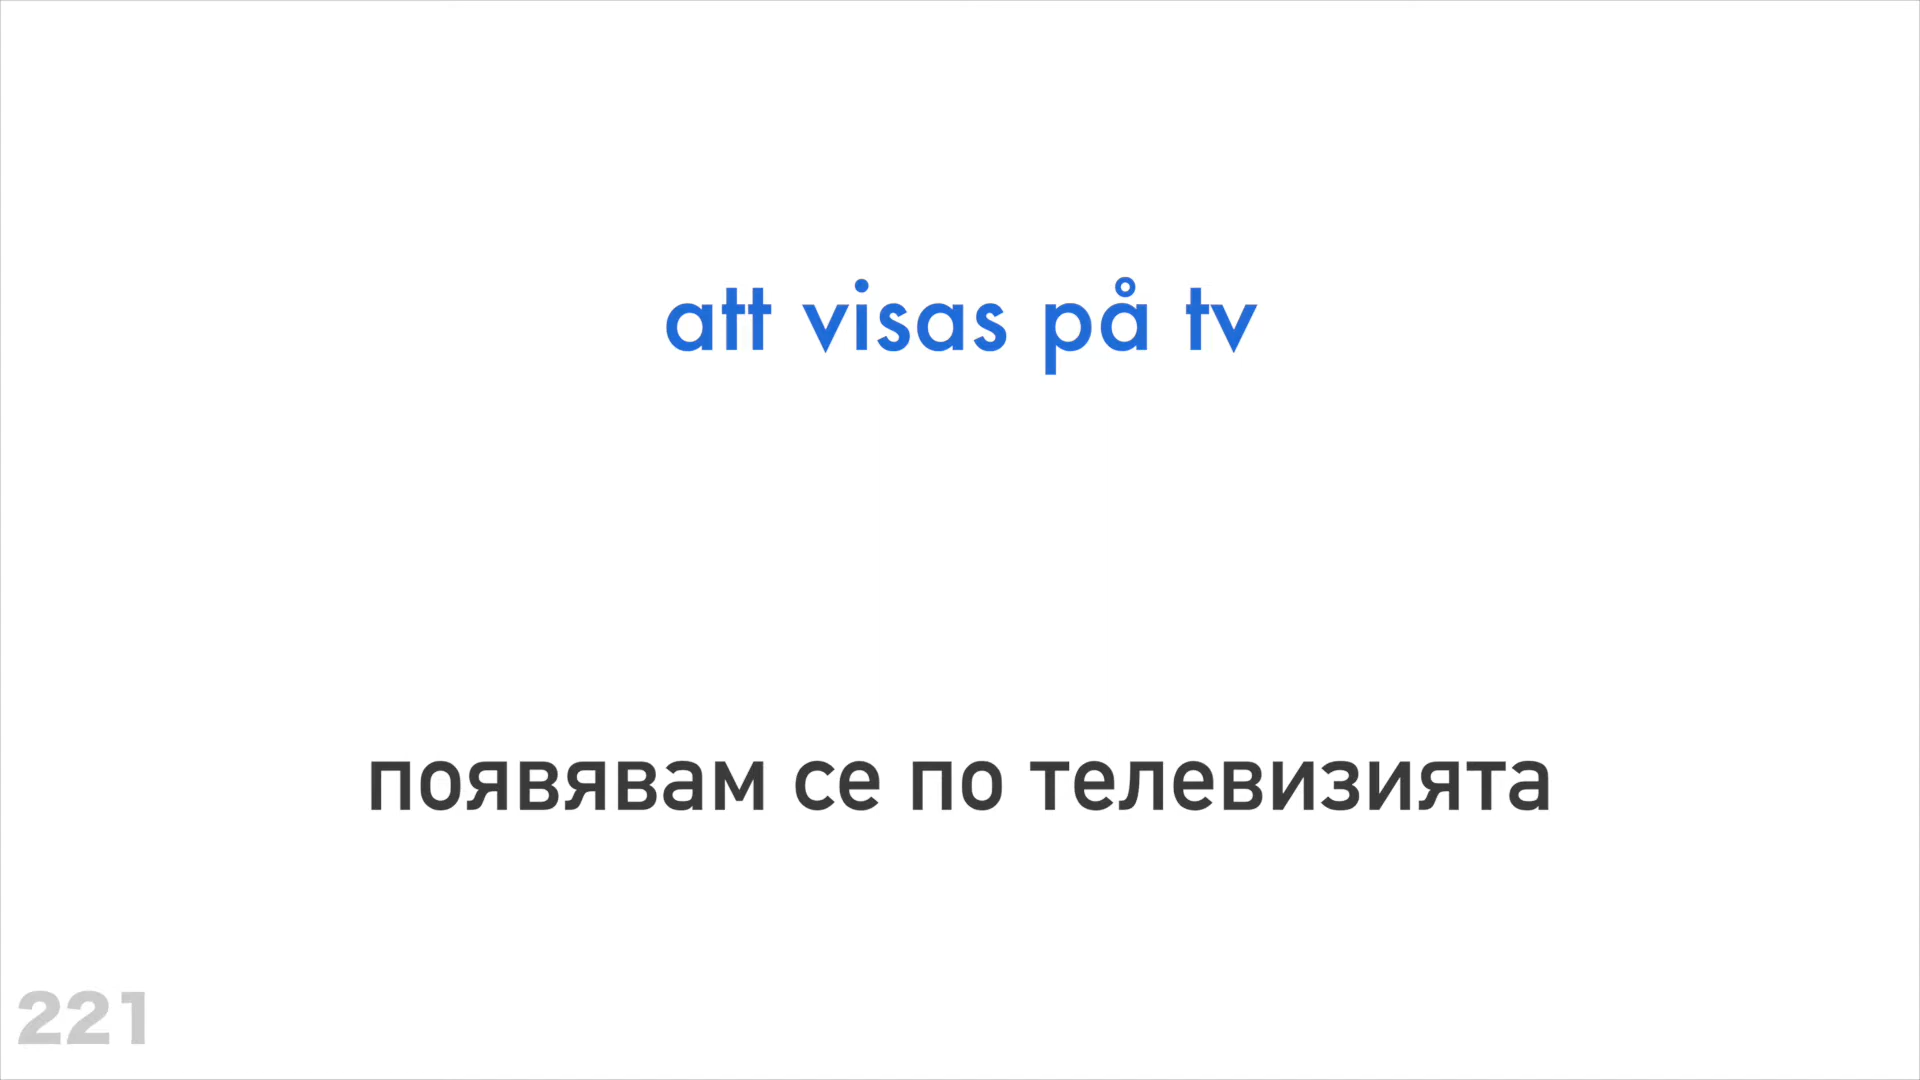 att visas på tv
появявам се по телевизията
221